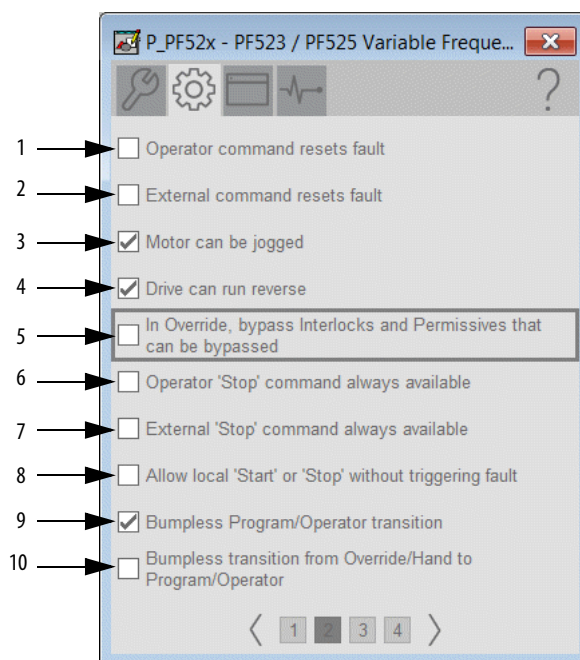 P_PF52x - PF523 / PF525 Variable Freque...
?
1 Operator command resets fault
2 External command resets fault
3 Motor can be jogged
4 Drive can run reverse
5 In Override, bypass Interlocks and Permissives that
can be bypassed
6 Operator 'Stop' command always available
7 External 'Stop' command always available
8 Allow local 'Start' or 'Stop' without triggering fault
9 Bumpless Program/Operator transition
10 Bumpless transition from Override/Hand to
Program/Operator
1 2 3 4